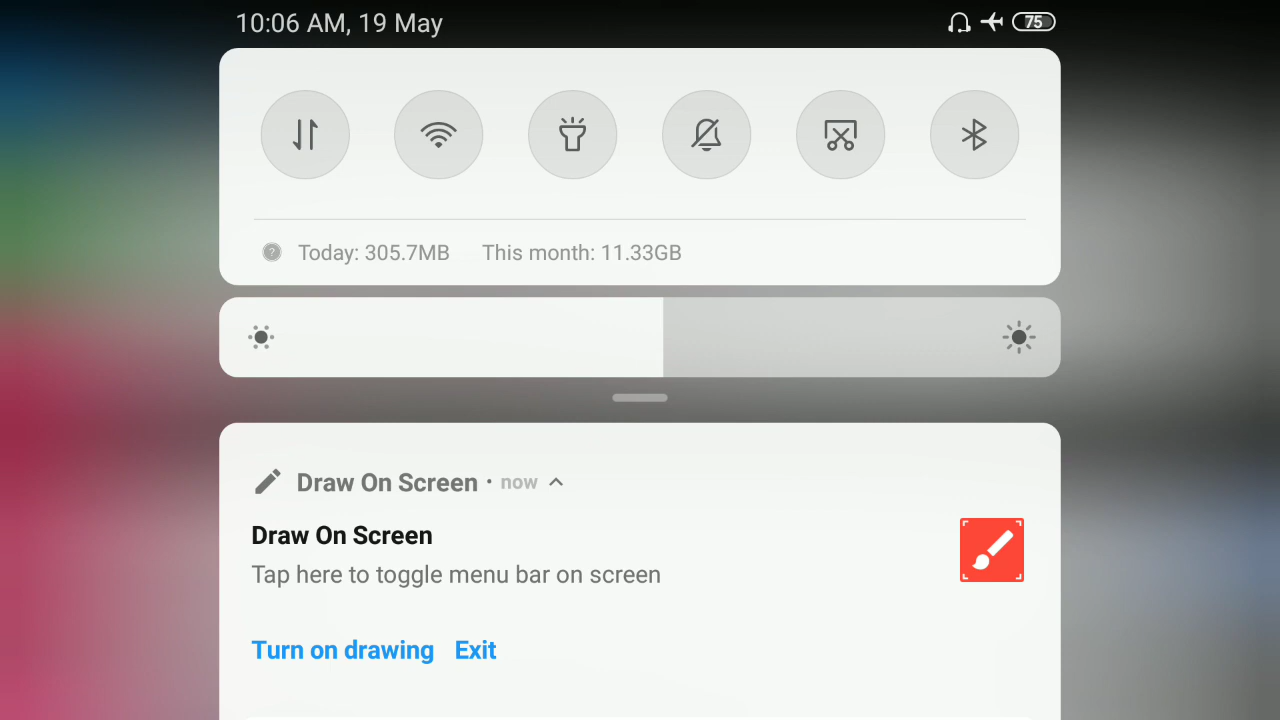 10:06 AM, 19 May 75
Today: 305.7MB This month: 11.33GB
Draw On Screen · now
Draw On Screen
Tap here to toggle menu bar on screen
Turn on drawing Exit